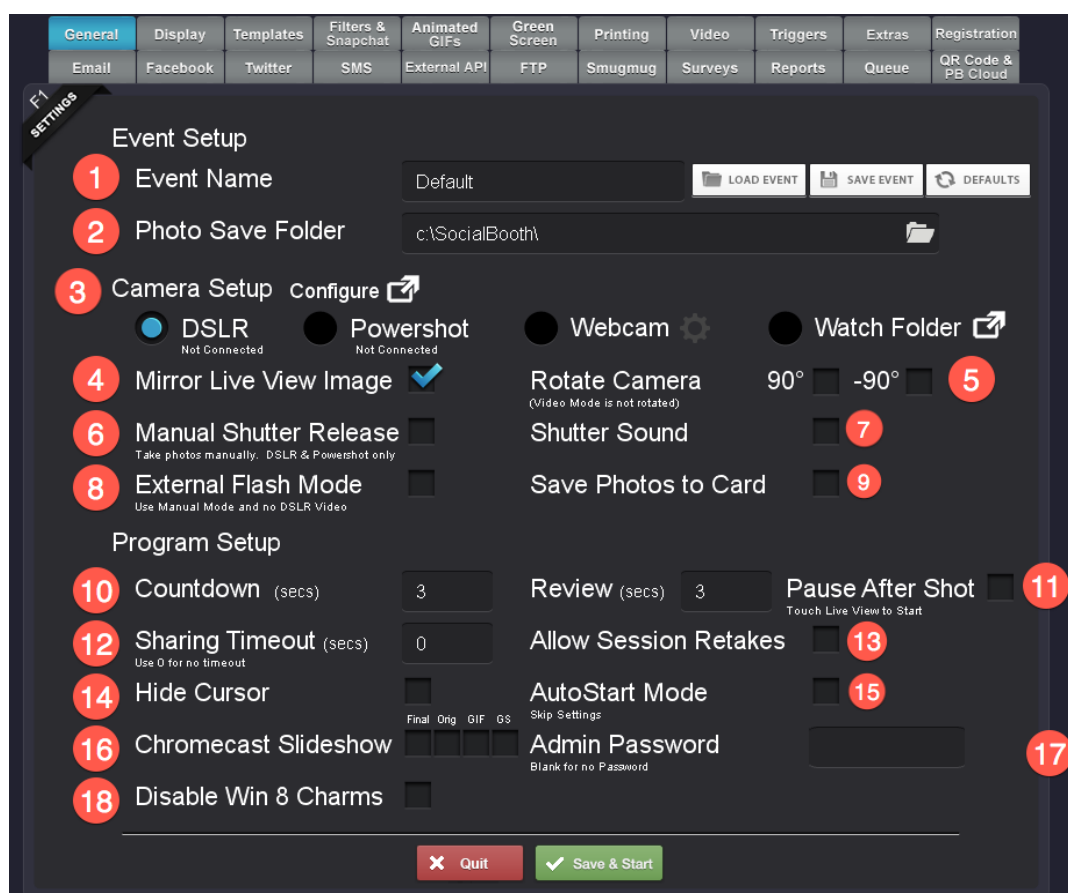 General Display Templates Filters & Snapchat Animated GIFs Green Screen Printing Video Triggers Extras Registration
Email Facebook Twitter SMS External API FTP Smugmug Surveys Reports Queue QR Code & PB Cloud
F1
SETTINGS
Event Setup
1 Event Name Default LOAD EVENT SAVE EVENT DEFAULTS
2 Photo Save Folder c:\SocialBooth\
3 Camera Setup Configure
DSLR Powershot Webcam Watch Folder
Not Connected Not Connected
4 Mirror Live View Image Rotate Camera 90° -90° 5
(Video Mode is not rotated)
6 Manual Shutter Release Shutter Sound 7
Take photos manually. DSLR & Powershot only
8 External Flash Mode Save Photos to Card 9
Use Manual Mode and no DSLR Video
Program Setup
10 Countdown (secs) 3 Review (secs) 3 Pause After Shot 11
Touch Live View to Start
12 Sharing Timeout (secs) 0 Allow Session Retakes 13
Use 0 for no timeout
14 Hide Cursor AutoStart Mode 15
Skip Settings
Final Orig GIF GS
16 Chromecast Slideshow Admin Password 17
Blank for no Password
18 Disable Win 8 Charms
Quit Save & Start